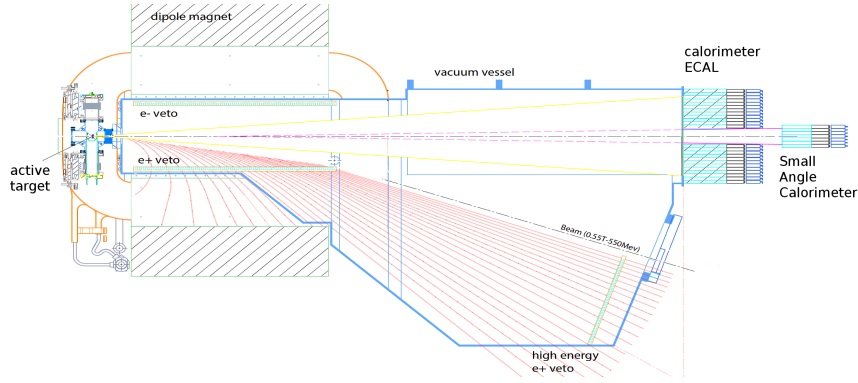 dipole magnet
calorimeter
ECAL
vacuum vessel
e- veto
e+ veto
active
target
Small
Angle
Calorimeter
Beam (0.55T-550Mev)
high energy
e+ veto